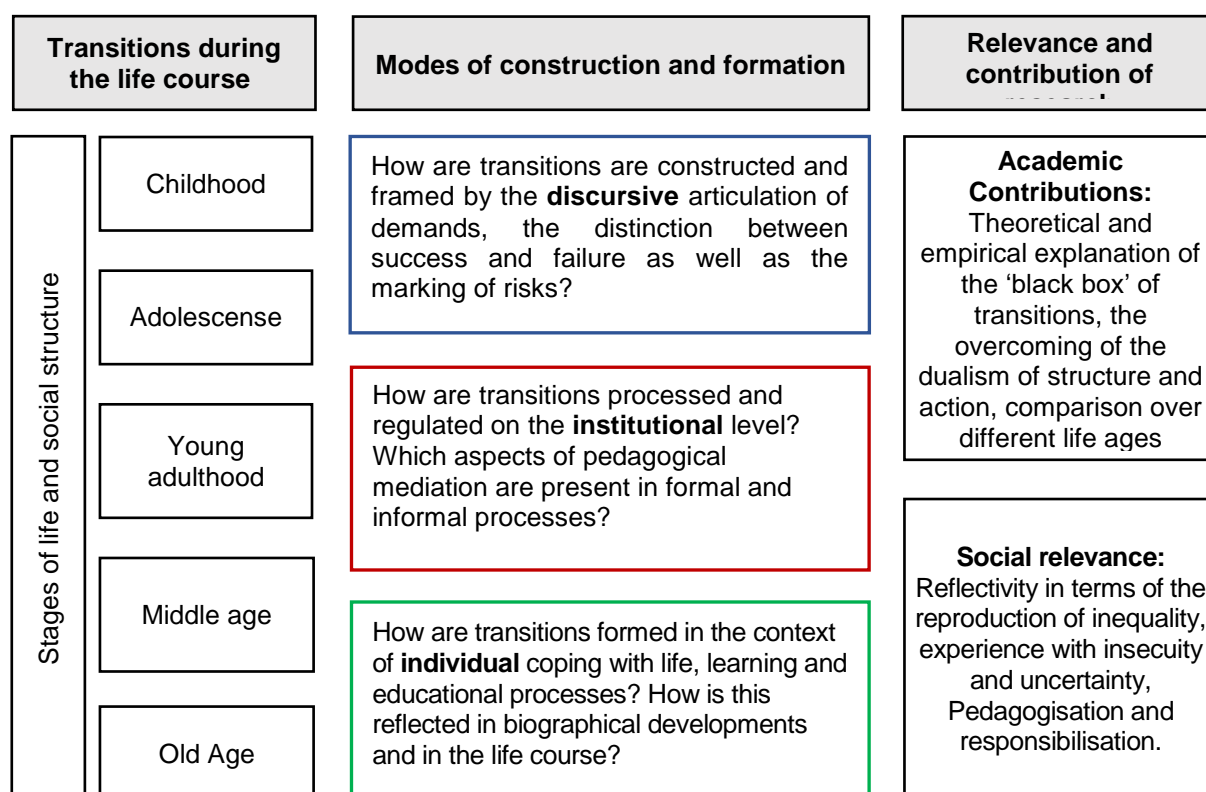 Transitions during
the life course
Modes of construction and formation
Relevance and
contribution of
Stages of life and social structure
Childhood
Adolescense
Young
adulthood
Middle age
Old Age
How are transitions are constructed and
framed by the discursive articulation of
demands, the distinction between
success and failure as well as the
marking of risks?
How are transitions processed and
regulated on the institutional level?
Which aspects of pedagogical
mediation are present in formal and
informal processes?
How are transitions formed in the context
of individual coping with life, learning and
educational processes? How is this
reflected in biographical developments
and in the life course?
Academic
Contributions:
Theoretical and
empirical explanation of
the ‘black box’ of
transitions, the
overcoming of the
dualism of structure and
action, comparison over
different life ages
Social relevance:
Reflectivity in terms of the
reproduction of inequality,
experience with insecuity
and uncertainty,
Pedagogisation and
responsibilisation.